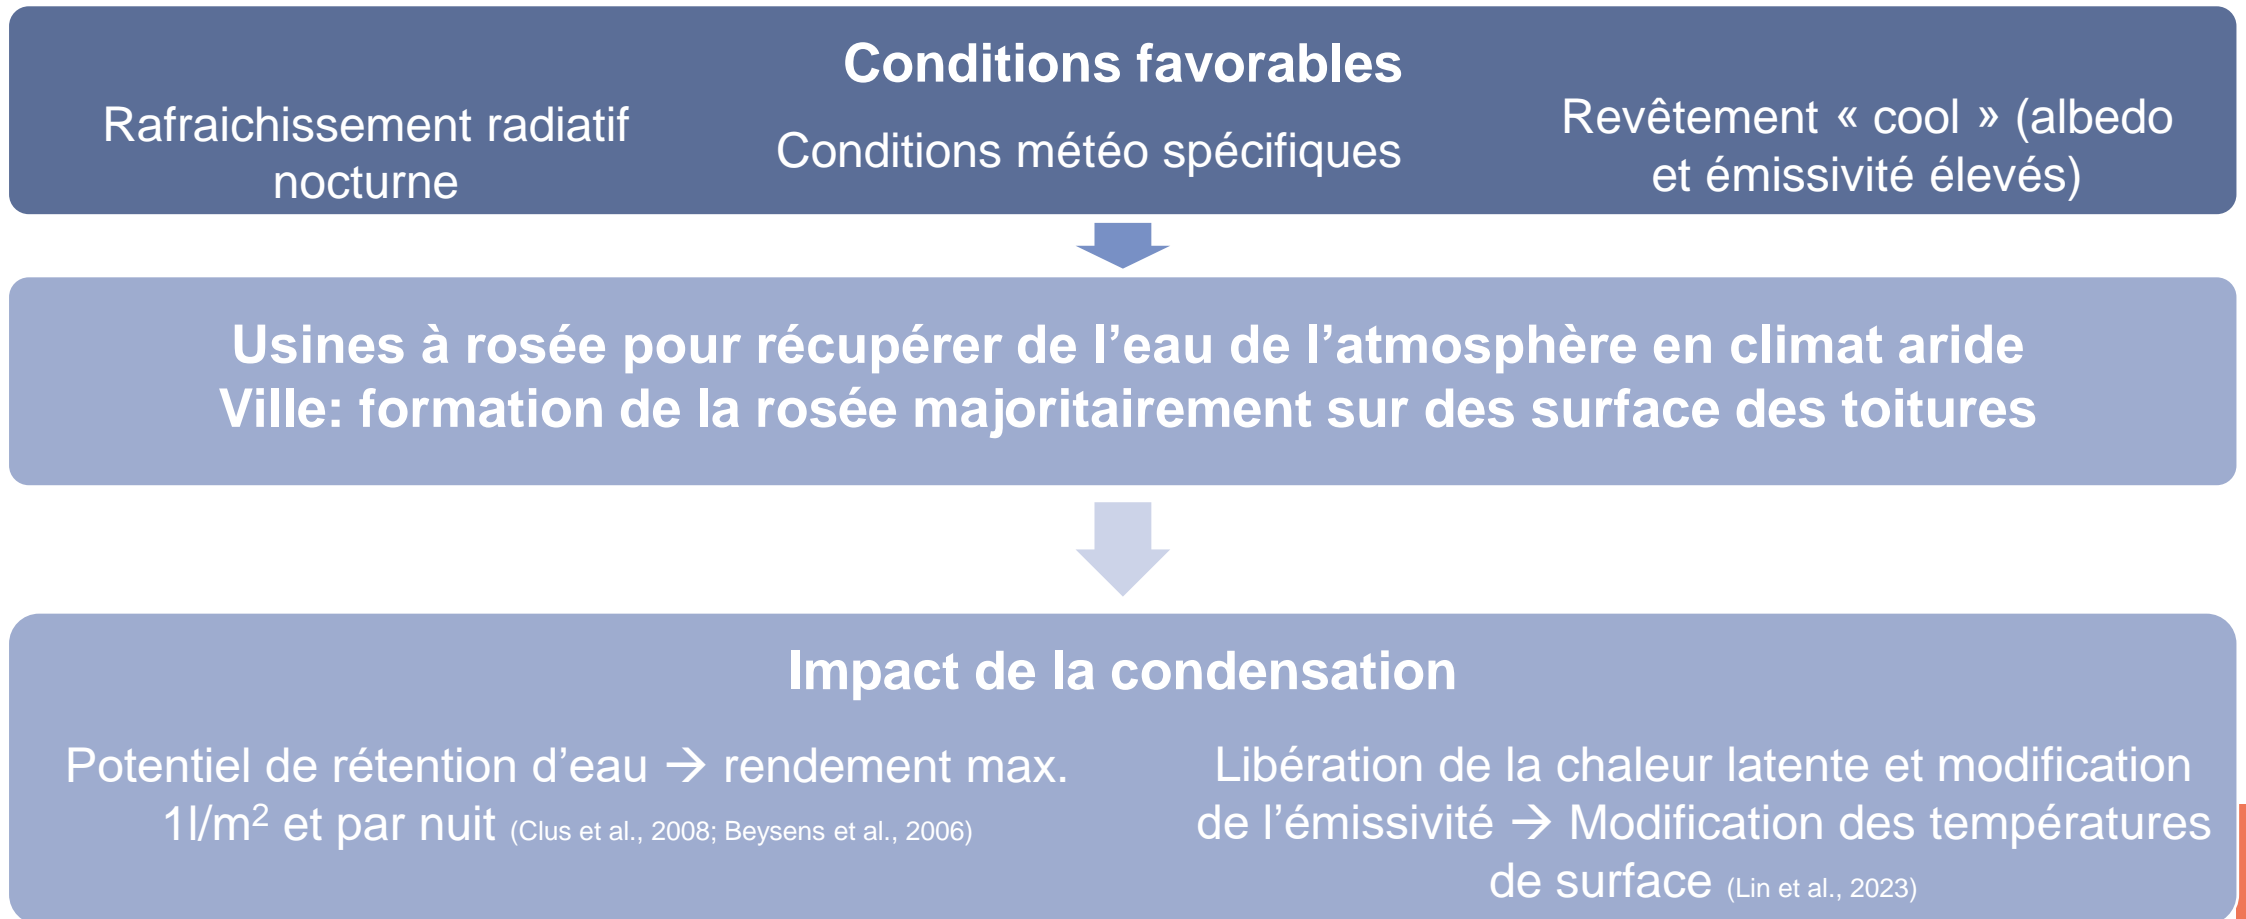 Conditions favorables
Rafraichissement radiatif
nocturne
Conditions météo spécifiques
Revêtement « cool » (albedo
et émissivité élevés)
Usines à rosée pour récupérer de l’eau de l’atmosphère en climat aride
Ville: formation de la rosée majoritairement sur des surface des toitures
Impact de la condensation
Potentiel de rétention d’eau → rendement max.
1l/m² et par nuit (Clus et al., 2008; Beysens et al., 2006)
Libération de la chaleur latente et modification
de l’émissivité → Modification des températures
de surface (Lin et al., 2023)